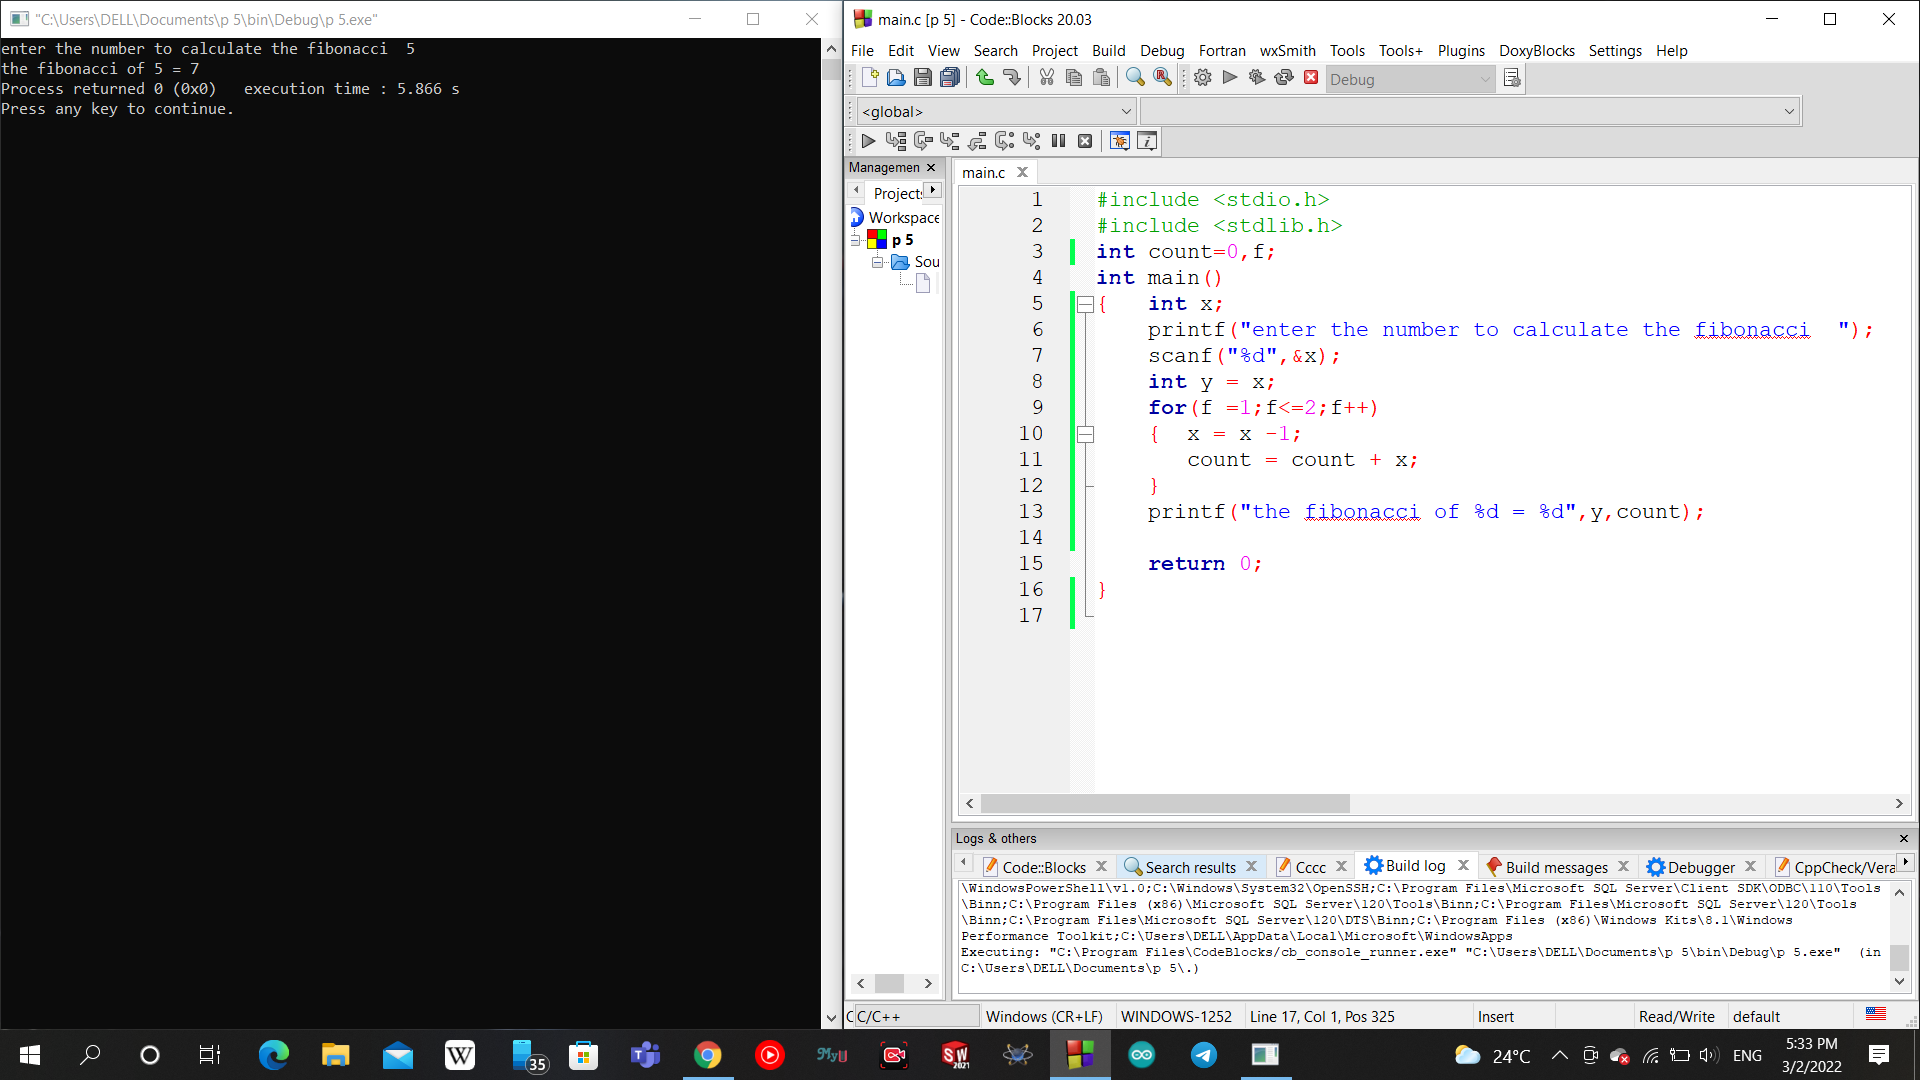 "C:\Users\DELL\Documents\p 5\bin\Debug\p 5.exe"
enter the number to calculate the fibonacci  5
the fibonacci of 5 = 7
Process returned 0 (0x0)   execution time : 5.866 s
Press any key to continue.
main.c [p 5] - Code::Blocks 20.03
File Edit View Search Project Build Debug Fortran wxSmith Tools Tools+ Plugins DoxyBlocks Settings Help
Debug
<global>
Managemen
Projects
Workspace
p 5
Sou
main.c
1 #include <stdio.h>
2 #include <stdlib.h>
3 int count=0,f;
4 int main()
5 {   int x;
6     printf("enter the number to calculate the fibonacci  ");
7     scanf("%d",&x);
8     int y = x;
9     for(f =1;f<=2;f++)
10     {  x = x -1;
11        count = count + x;
12     }
13     printf("the fibonacci of %d = %d",y,count);
14
15     return 0;
16 }
17
Logs & others
Code::Blocks Search results Cccc Build log Build messages Debugger CppCheck/Vera
\WindowsPowerShell\v1.0;C:\Windows\System32\OpenSSH;C:\Program Files\Microsoft SQL Server\Client SDK\ODBC\110\Tools
\Binn;C:\Program Files (x86)\Microsoft SQL Server\120\Tools\Binn;C:\Program Files\Microsoft SQL Server\120\Tools
\Binn;C:\Program Files\Microsoft SQL Server\120\DTS\Binn;C:\Program Files (x86)\Windows Kits\8.1\Windows
Performance Toolkit;C:\Users\DELL\AppData\Local\Microsoft\WindowsApps
Executing: "C:\Program Files\CodeBlocks/cb_console_runner.exe" "C:\Users\DELL\Documents\p 5\bin\Debug\p 5.exe"  (in
C:\Users\DELL\Documents\p 5\.)
C C/C++ Windows (CR+LF) WINDOWS-1252 Line 17, Col 1, Pos 325 Insert Read/Write default
W 35 MyU SW 2021 24°C ENG 5:33 PM
3/2/2022